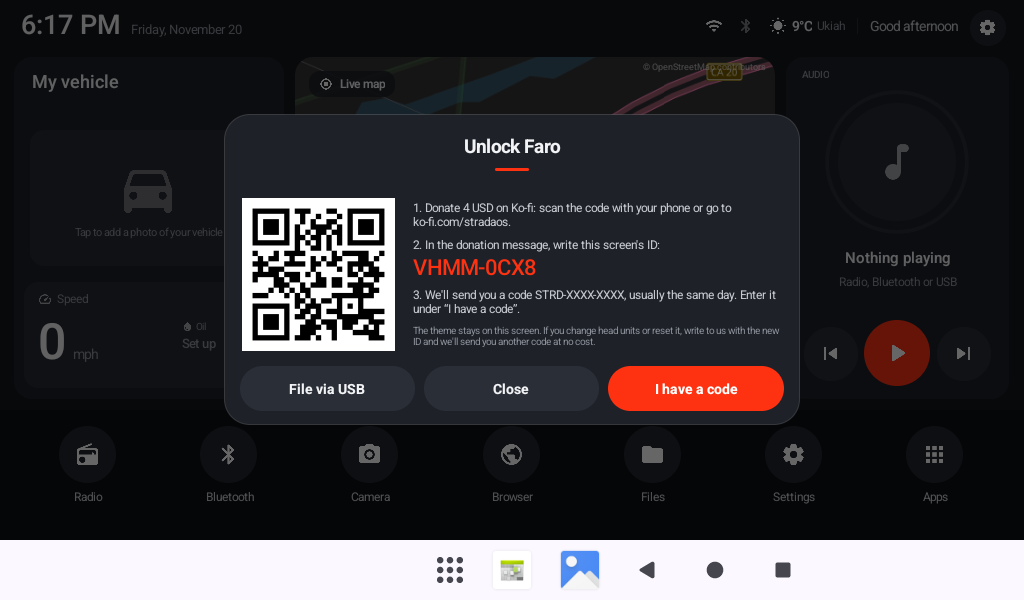 6:17 PM Friday, November 20
9°C Ukiah Good afternoon
My vehicle
Live map
© OpenStreetMap contributors
CA 20
AUDIO
Tap to add a photo of your vehicle
Speed
0 mph
Oil
Set up
Nothing playing
Radio, Bluetooth or USB
Unlock Faro
1. Donate 4 USD on Ko-fi: scan the code with your phone or go to
ko-fi.com/stradaos.
2. In the donation message, write this screen's ID:
VHMM-0CX8
3. We'll send you a code STRD-XXXX-XXXX, usually the same day. Enter it
under “I have a code”.
The theme stays on this screen. If you change head units or reset it, write to us with the new
ID and we'll send you another code at no cost.
File via USB
Close
I have a code
Radio
Bluetooth
Camera
Browser
Files
Settings
Apps